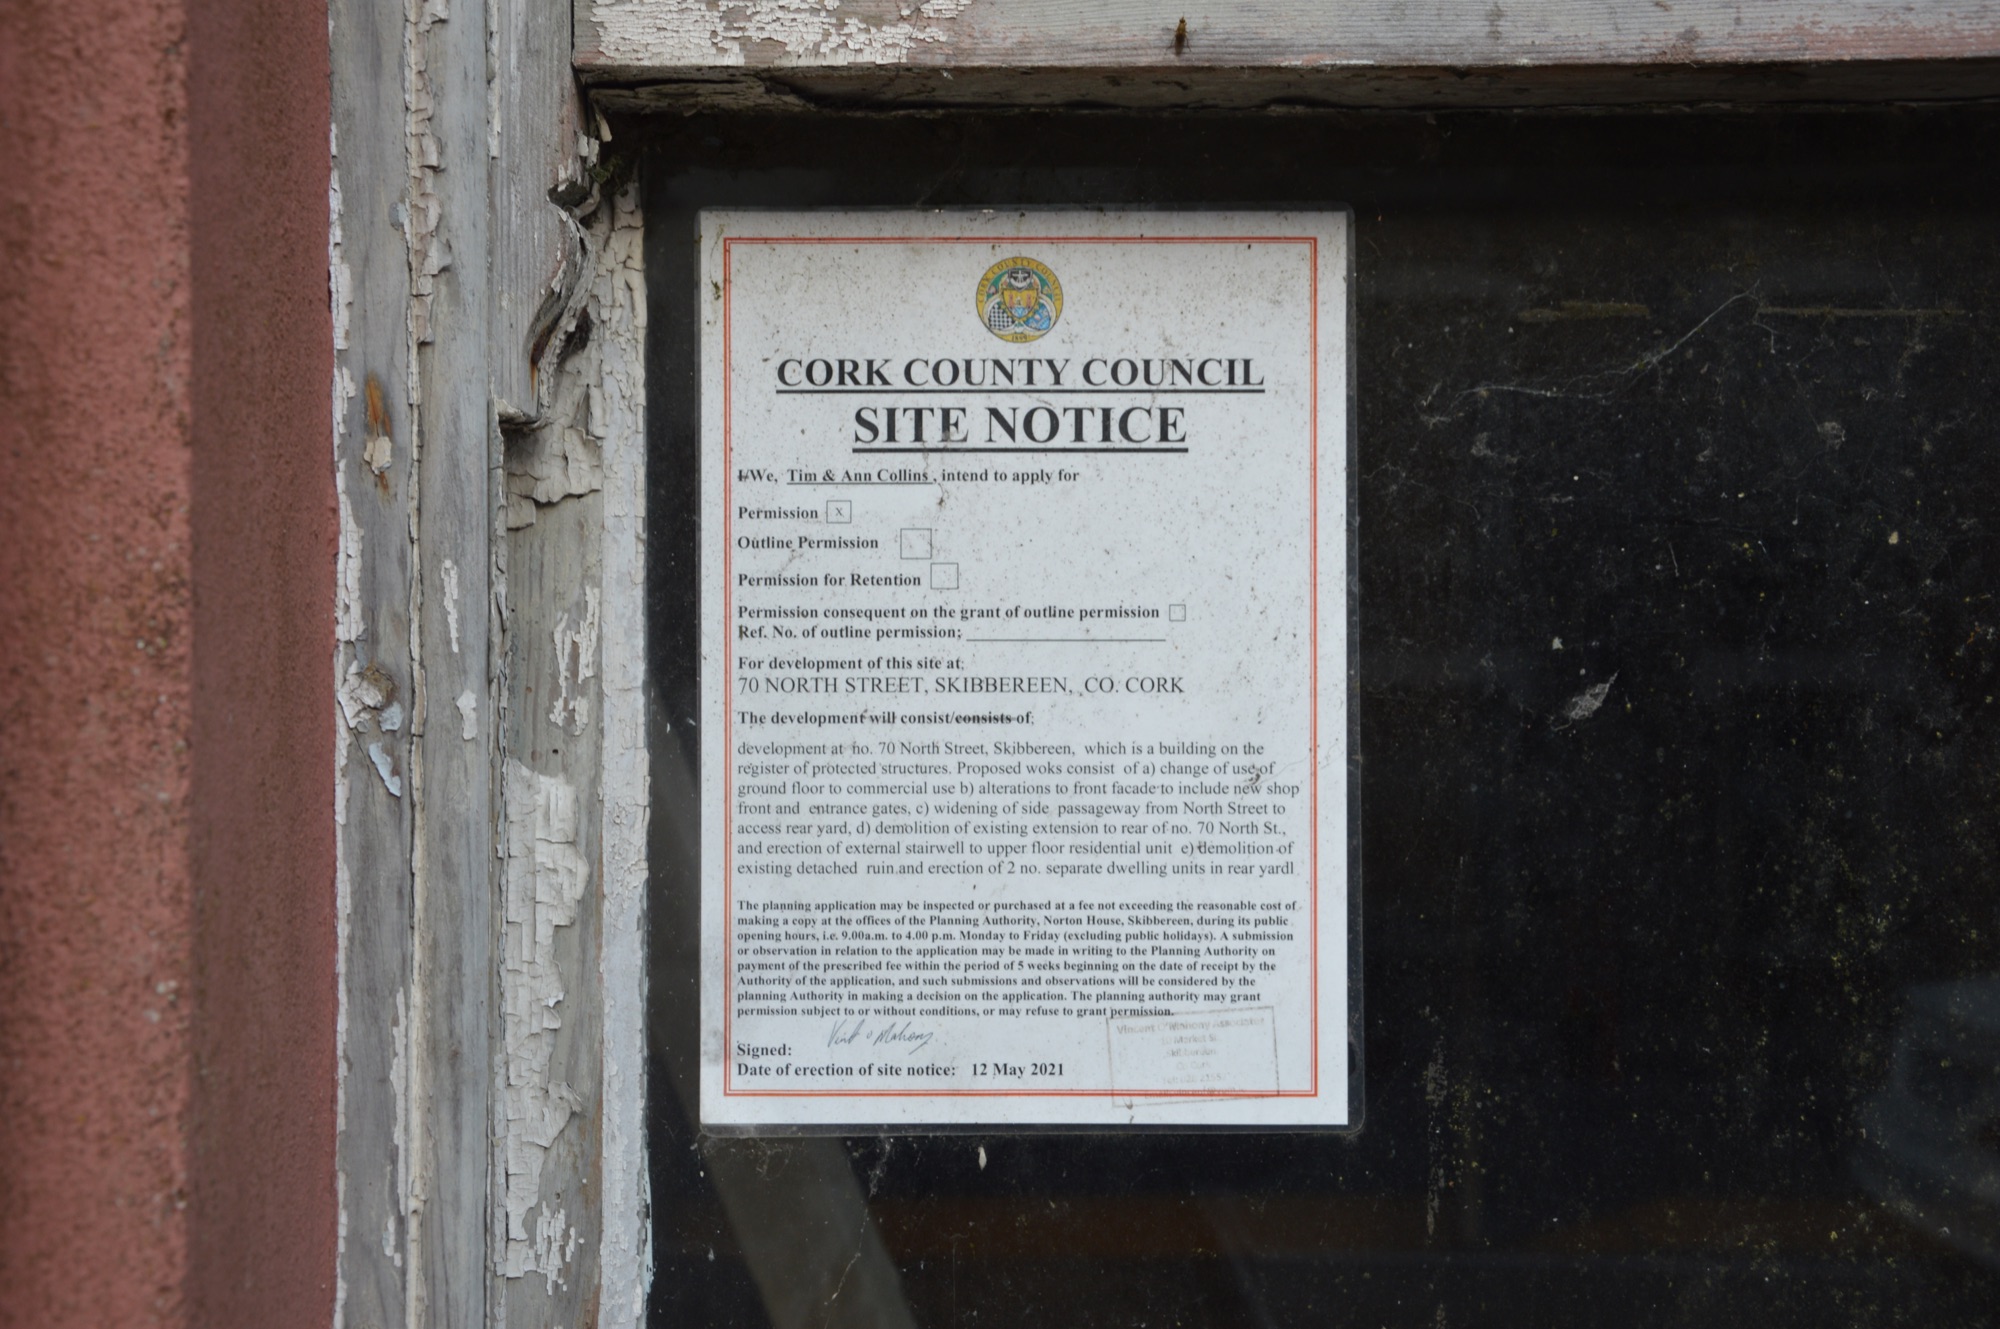 CORK COUNTY COUNCIL
CORK COUNTY COUNCIL
SITE NOTICE
I/We, Tim & Ann Collins , intend to apply for
Permission x
Outline Permission
Permission for Retention
Permission consequent on the grant of outline permission
Ref. No. of outline permission:
For development of this site at:
70 NORTH STREET, SKIBBEREEN, CO. CORK
The development will consist/consists of:
development at no. 70 North Street, Skibbereen, which is a building on the
register of protected structures. Proposed woks consist of a) change of use of
ground floor to commercial use b) alterations to front facade to include new shop
front and entrance gates, c) widening of side passageway from North Street to
access rear yard, d) demolition of existing extension to rear of no. 70 North St.,
and erection of external stairwell to upper floor residential unit e) demolition of
existing detached ruin and erection of 2 no. separate dwelling units in rear yardl
The planning application may be inspected or purchased at a fee not exceeding the reasonable cost of
making a copy at the offices of the Planning Authority, Norton House, Skibbereen, during its public
opening hours, i.e. 9.00a.m. to 4.00 p.m. Monday to Friday (excluding public holidays). A submission
or observation in relation to the application may be made in writing to the Planning Authority on
payment of the prescribed fee within the period of 5 weeks beginning on the date of receipt by the
Authority of the application, and such submissions and observations will be considered by the
planning Authority in making a decision on the application. The planning authority may grant
permission subject to or without conditions, or may refuse to grant permission.
Vincent O'Mahony Associates
Market St
Skibbereen
Co. Cork
Signed:
Date of erection of site notice: 12 May 2021